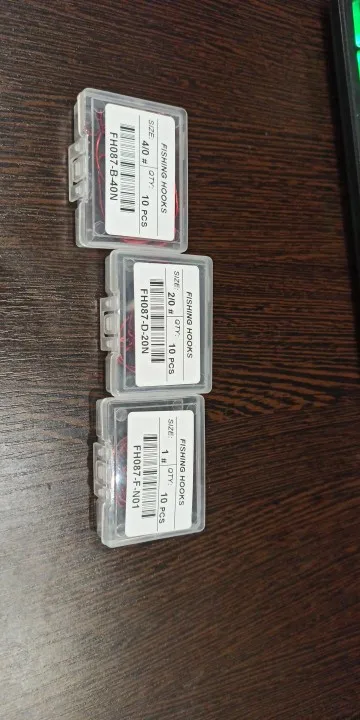 FISHING HOOKS
SIZE: 4/0 # QTY: 10 PCS
FH087-B-40N
FISHING HOOKS
SIZE: 2/0 # QTY: 10 PCS
FH087-D-20N
FISHING HOOKS
SIZE: 1 # QTY: 10 PCS
FH087-F-N01